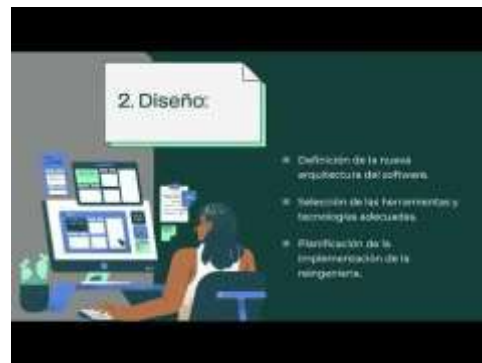 2. Diseño:
Definición de la nueva
arquitectura del software.
Selección de las herramientas y
tecnologías adecuadas.
Planificación de la
implementación de la
reingeniería.